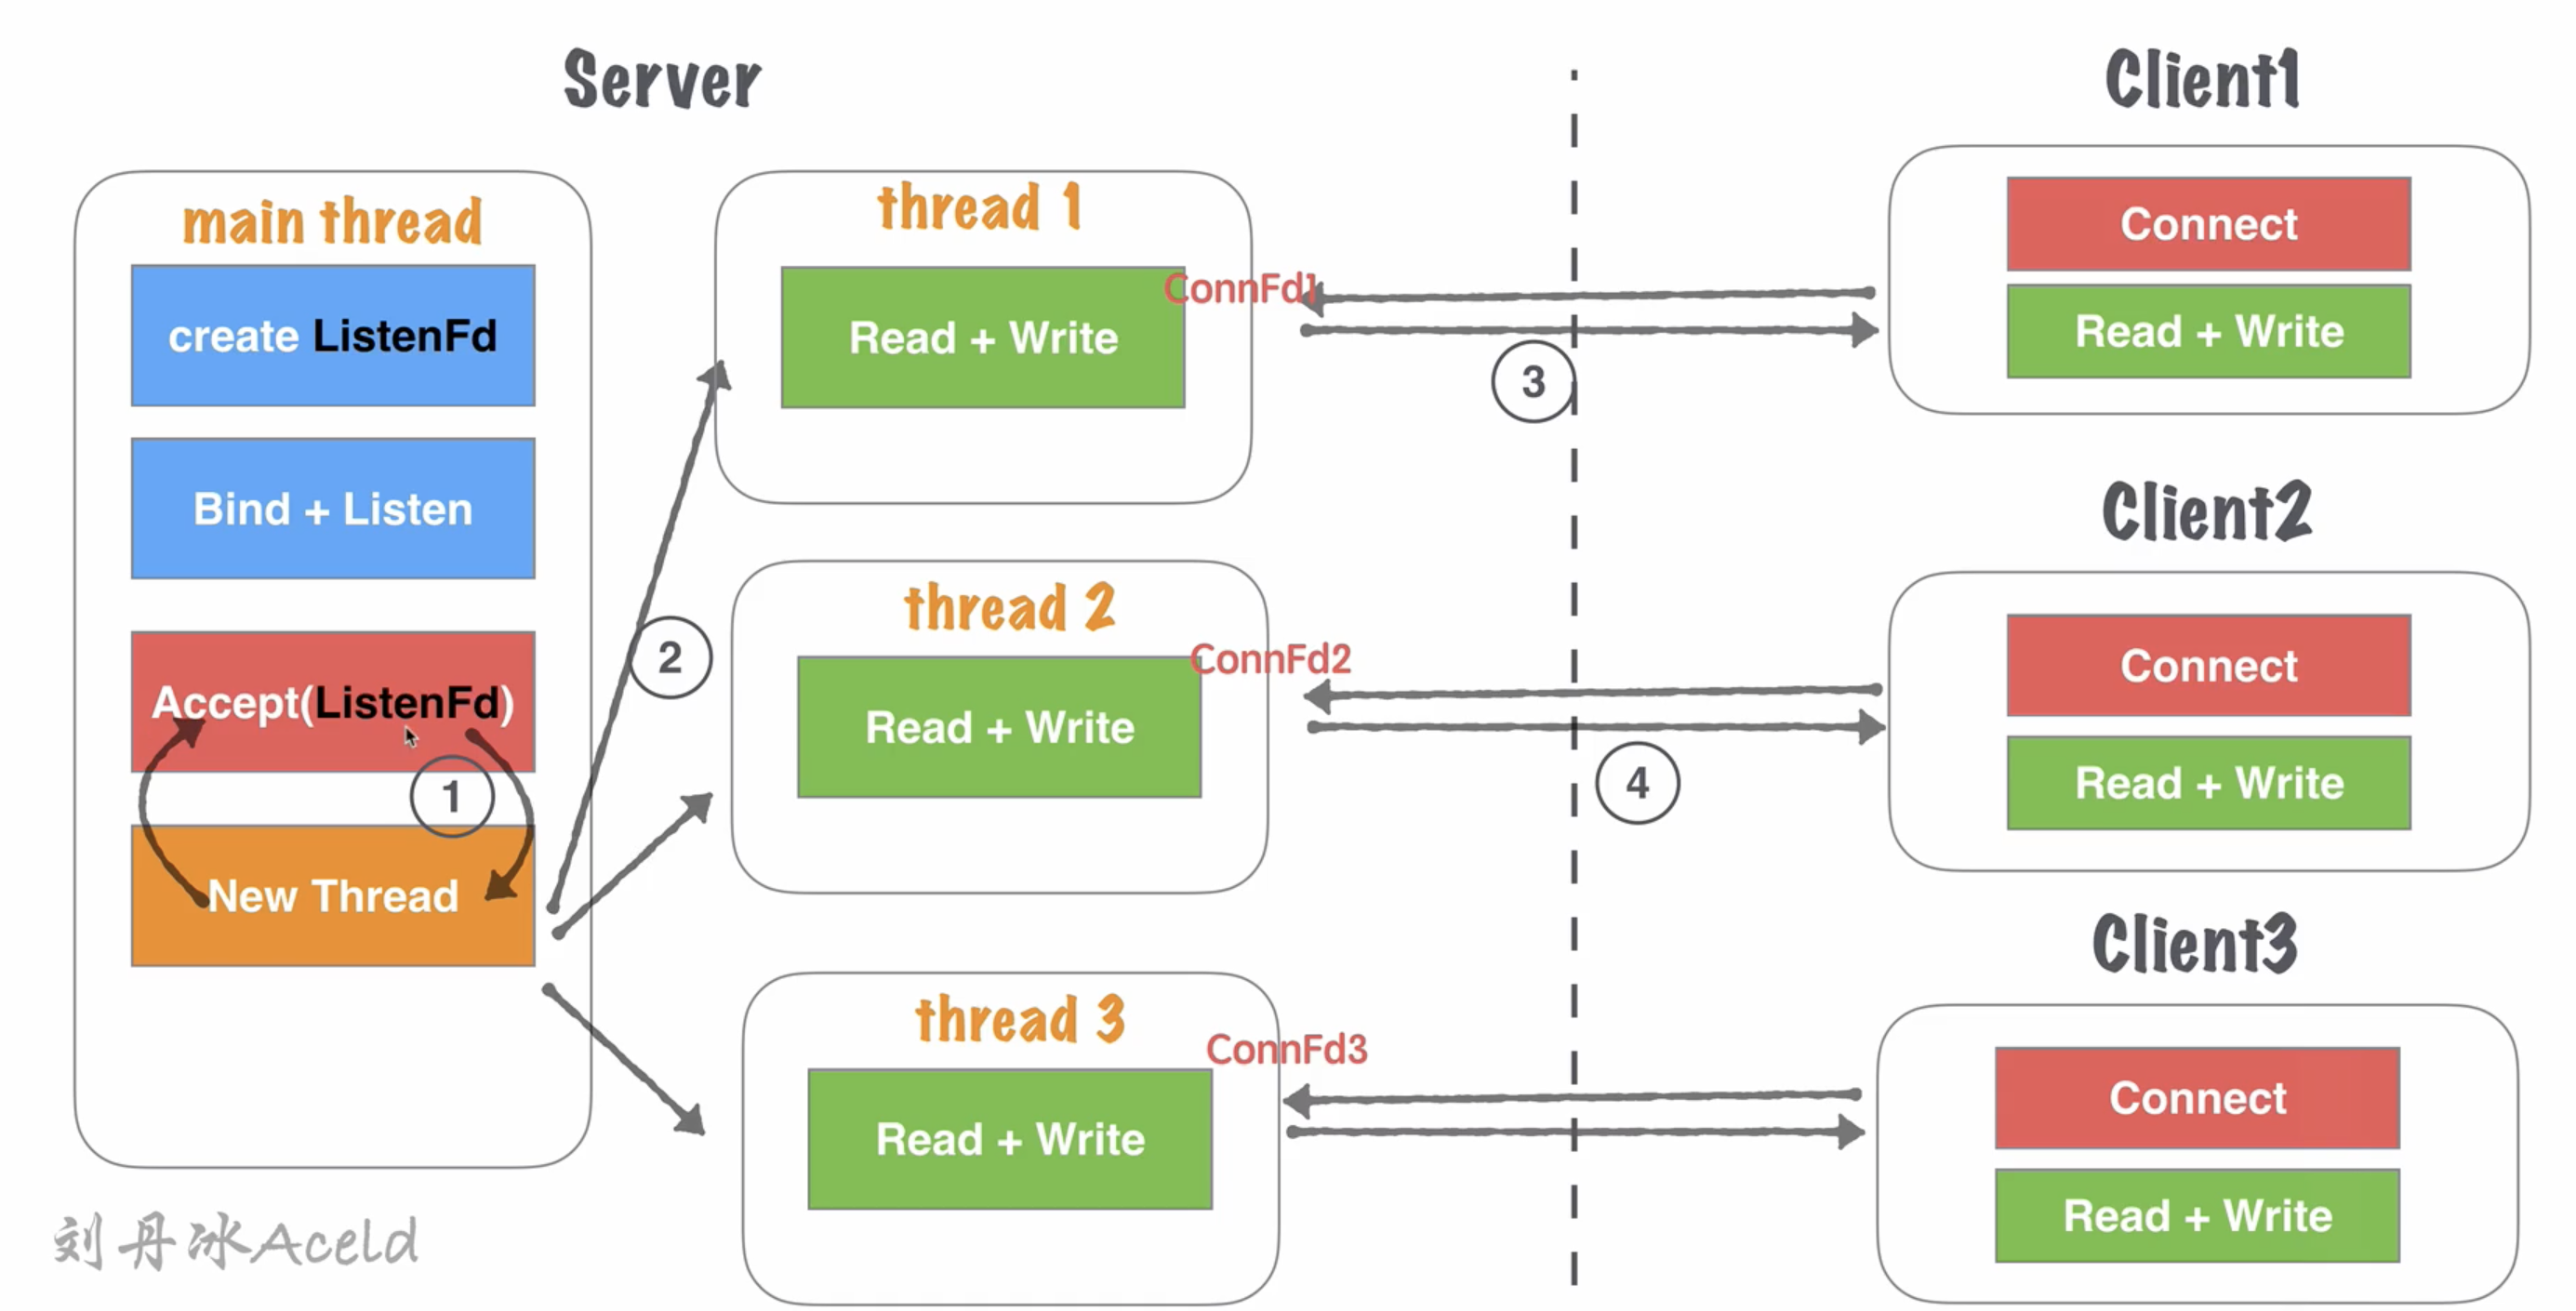 Server
main thread
create ListenFd
Bind + Listen
Accept(ListenFd)
1
New Thread
2
thread 1
ConnFd1
Read + Write
thread 2
ConnFd2
Read + Write
thread 3
ConnFd3
Read + Write
3
4
Client1
Connect
Read + Write
Client2
Connect
Read + Write
Client3
Connect
Read + Write
刘丹冰Aceld